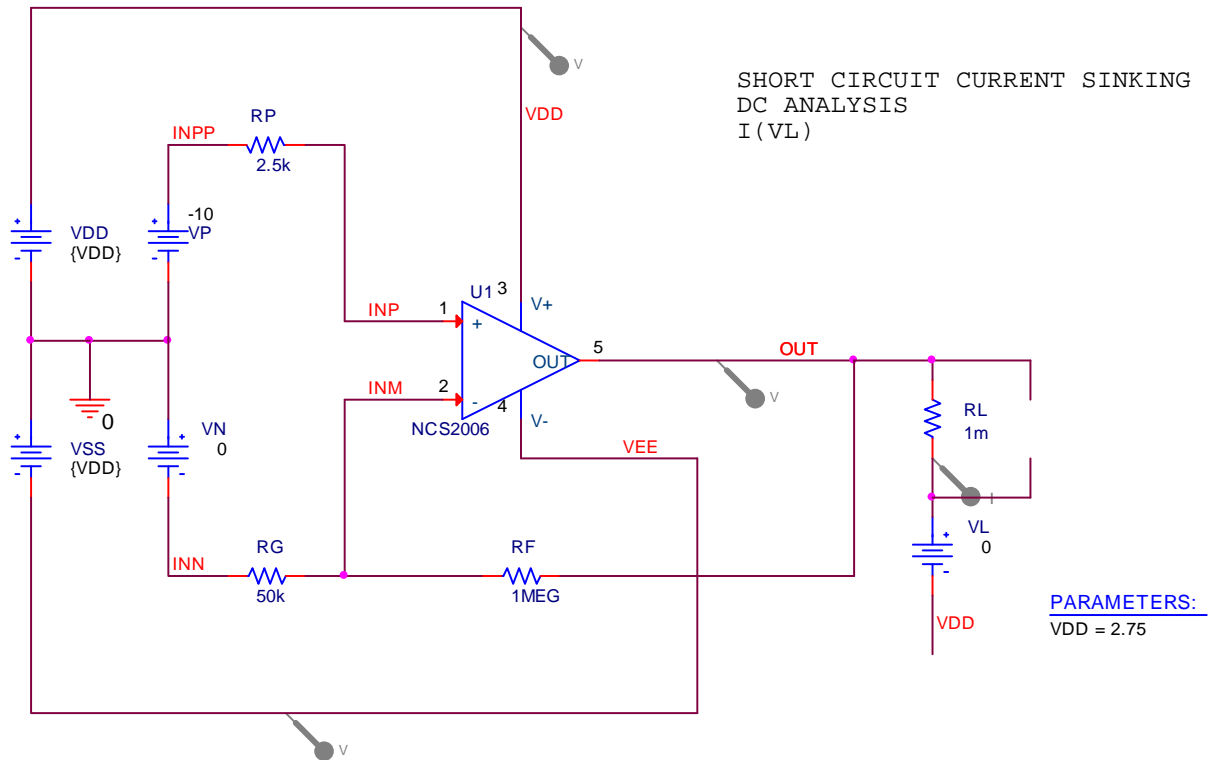 SHORT CIRCUIT CURRENT SINKING
DC ANALYSIS
I(VL)
V
VDD
RP
INPP
2.5k
+
-
VDD
{VDD}
+
-
-10
VP
U1
3
V+
1
INP
+
5
OUT
OUT
2
INM
-
4
V-
NCS2006
V
0
+
-
VSS
{VDD}
VN
0
+
-
VEE
RL
1m
I
VL
0
+
-
INN
RG
50k
RF
1MEG
VDD
PARAMETERS:
VDD = 2.75
V